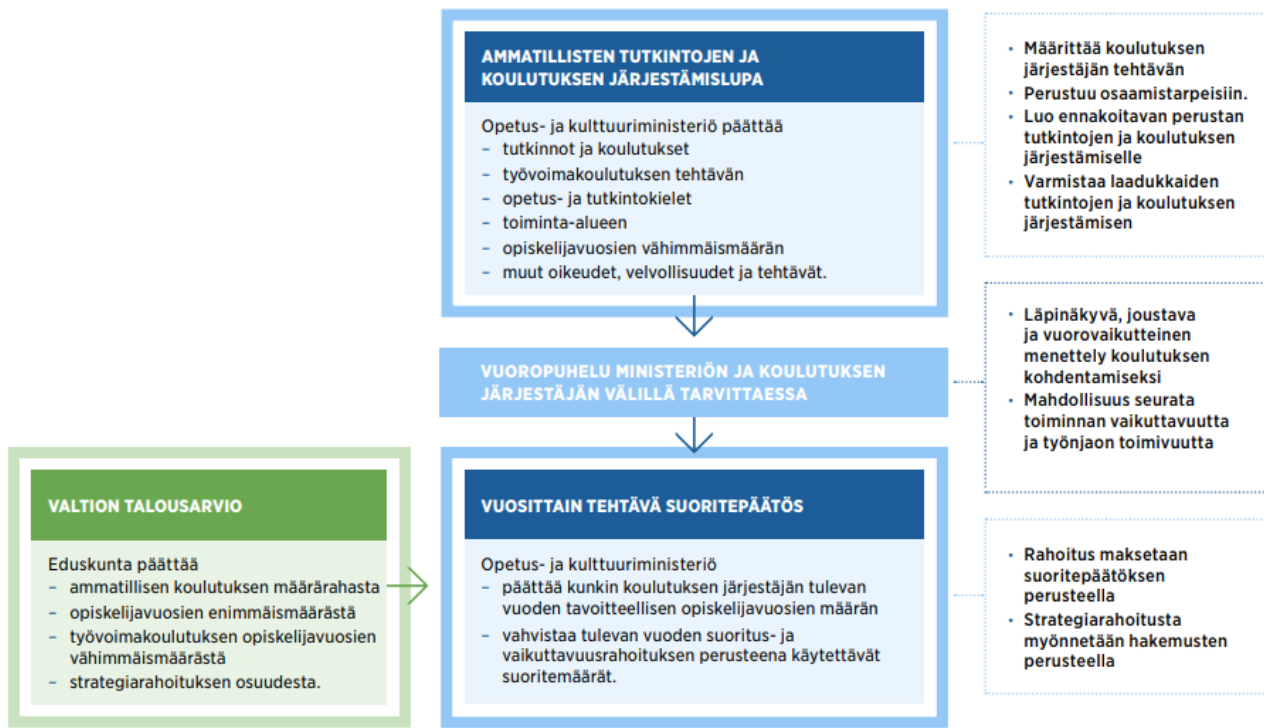 AMMATILLISTEN TUTKINTOJEN JA
KOULUTUKSEN JÄRJESTÄMISLUPA
Opetus- ja kulttuuriministeriö päättää
– tutkinnot ja koulutukset
– työvoimakoulutuksen tehtävän
– opetus- ja tutkintokielet
– toiminta-alueen
– opiskelijavuosien vähimmäismäärän
– muut oikeudet, velvollisuudet ja tehtävät.
• Määrittää koulutuksen
järjestäjän tehtävän
• Perustuu osaamistarpeisiin.
• Luo ennakoitavan perustan
tutkintojen ja koulutuksen
järjestämiselle
• Varmistaa laadukkaiden
tutkintojen ja koulutuksen
järjestämisen
VUOROPUHELU MINISTERIÖN JA KOULUTUKSEN
JÄRJESTÄJÄN VÄLILLÄ TARVITTAESSA
• Läpinäkyvä, joustava
ja vuorovaikutteinen
menettely koulutuksen
kohdentamiseksi
• Mahdollisuus seurata
toiminnan vaikuttavuutta
ja työnjaon toimivuutta
VALTION TALOUSARVIO
Eduskunta päättää
– ammatillisen koulutuksen määrärahasta
– opiskelijavuosien enimmäismäärästä
– työvoimakoulutuksen opiskelijavuosien
vähimmäismäärästä
– strategiarahoituksen osuudesta.
VUOSITTAIN TEHTÄVÄ SUORITEPÄÄTÖS
Opetus- ja kulttuuriministeriö
– päättää kunkin koulutuksen järjestäjän tulevan
vuoden tavoitteellisen opiskelijavuosien määrän
– vahvistaa tulevan vuoden suoritus- ja
vaikuttavuusrahoituksen perusteena käytettävät
suoritemäärät.
• Rahoitus maksetaan
suoritepäätöksen
perusteella
• Strategiarahoitusta
myönnetään hakemusten
perusteella